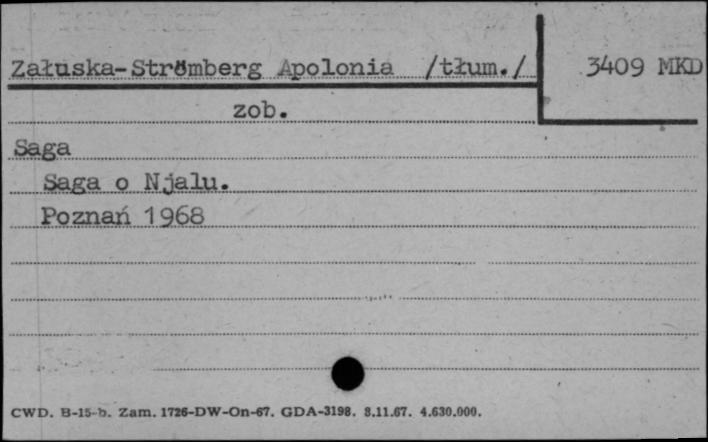 Załuska-Strömberg Apolonia /tłum./ 3409 MKD
zob.
Saga
Saga o Njalu.
Poznań 1968
CWD. B-15-b. Zam. 1726-DW-On-67. GDA-3198. 8.11.67. 4.630.000.